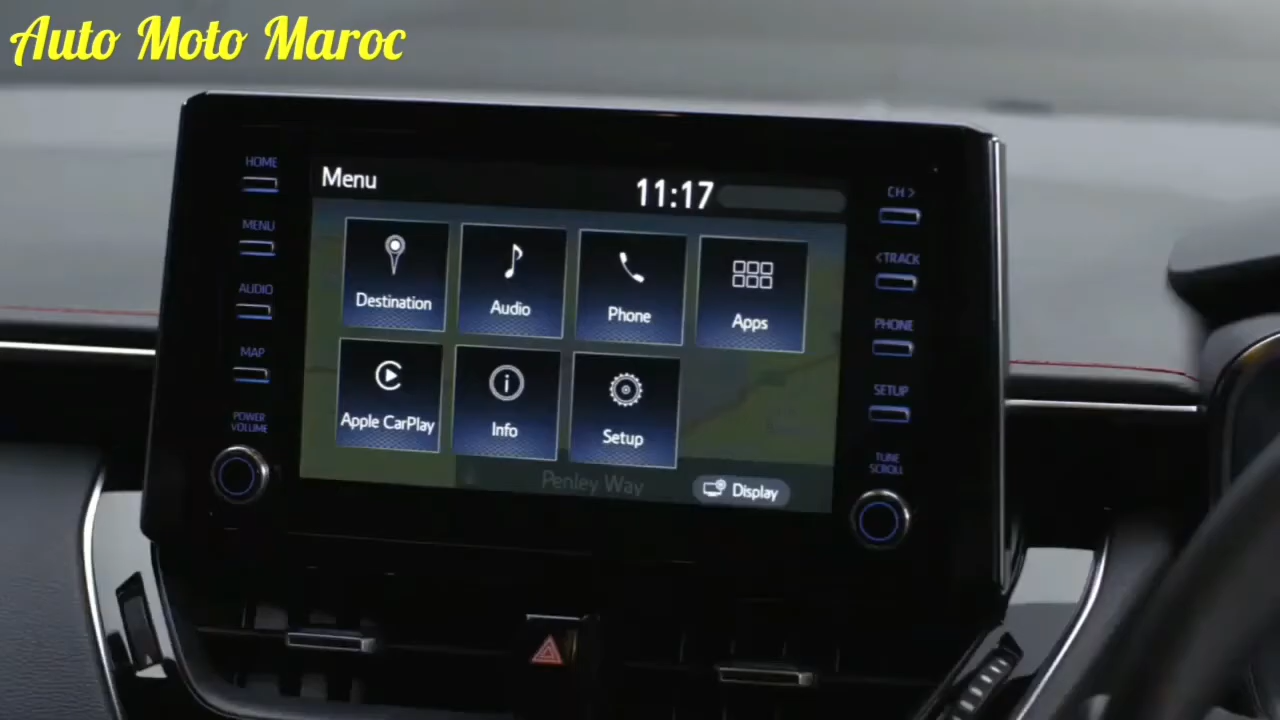 Auto Moto Maroc
HOME
MENU
AUDIO
MAP
POWER
VOLUME
Menu
11:17
Destination
Audio
Phone
Apps
Apple CarPlay
Info
Setup
Penley Way
Display
CH >
< TRACK
PHONE
SETUP
TUNE
SCROLL